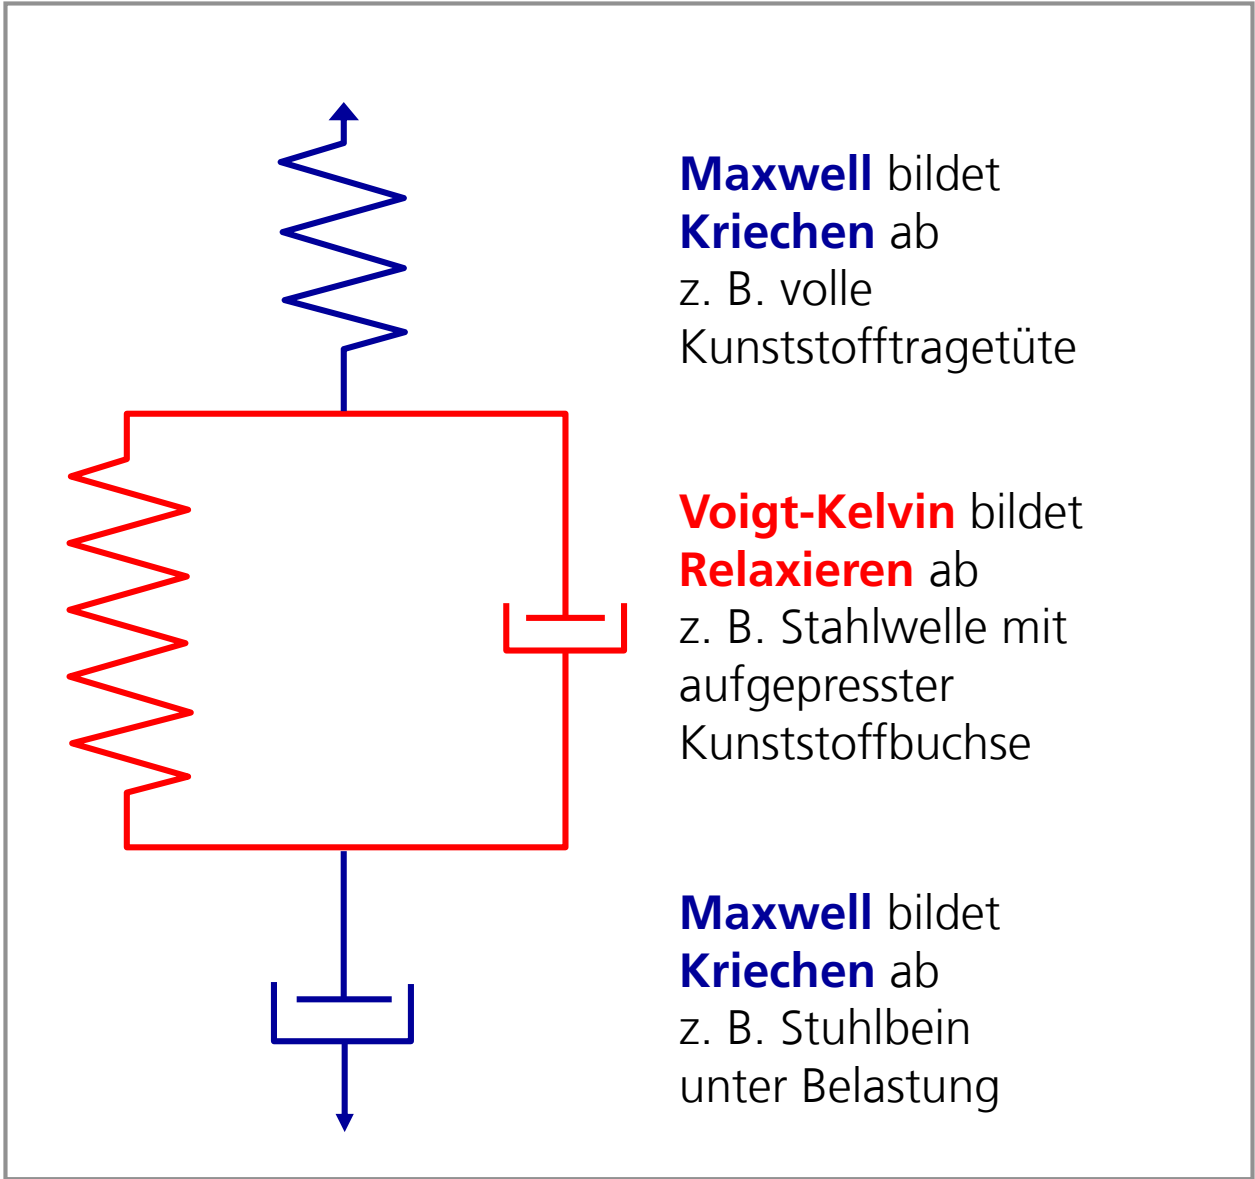 Maxwell bildet
Kriechen ab
z. B. volle
Kunststofftragetüte
Voigt-Kelvin bildet
Relaxieren ab
z. B. Stahlwelle mit
aufgepresster
Kunststoffbuchse
Maxwell bildet
Kriechen ab
z. B. Stuhlbein
unter Belastung